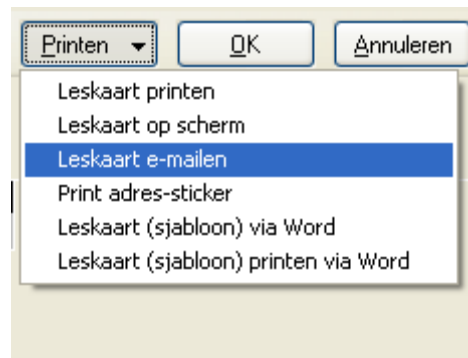 Printen OK Annuleren
Leskaart printen
Leskaart op scherm
Leskaart e-mailen
Print adres-sticker
Leskaart (sjabloon) via Word
Leskaart (sjabloon) printen via Word